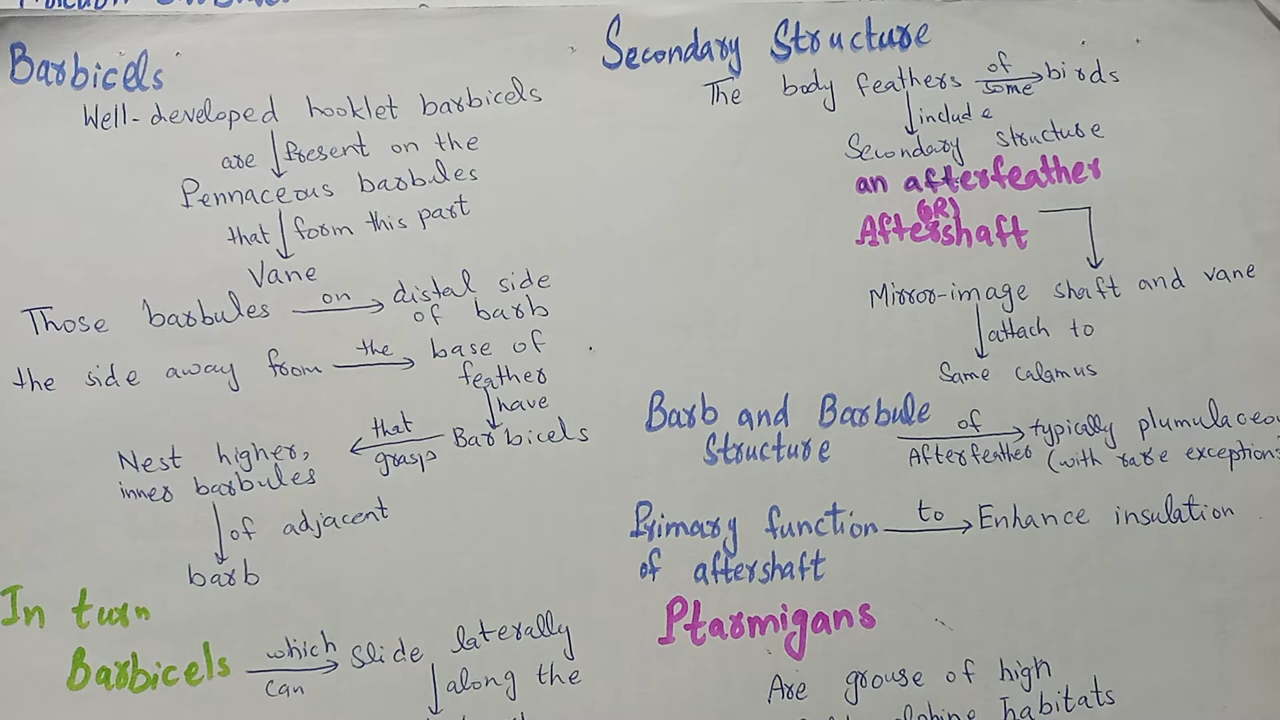 Barbicels
Well-developed hooklet barbicels
are Present on the
Pennaceous barbules
that form this part
Vane
Those barbules on distal side
of barb
the side away from the base of
feather
have
Barbicels
that
grasp
Nest higher,
inner barbules
of adjacent
barb
In turn
Barbicels which can slide laterally
along the
Secondary Structure
The body feathers of some birds
include
Secondary structure
an afterfeather
(OR)
Aftershaft
Mirror-image shaft and vane
attach to
Same calamus
Barb and Barbule
Structure
of
Afterfeather
typically plumulaceo
(with rare exception
Primary function to Enhance insulation
of aftershaft
Ptarmigans
Are grouse of high
habitats